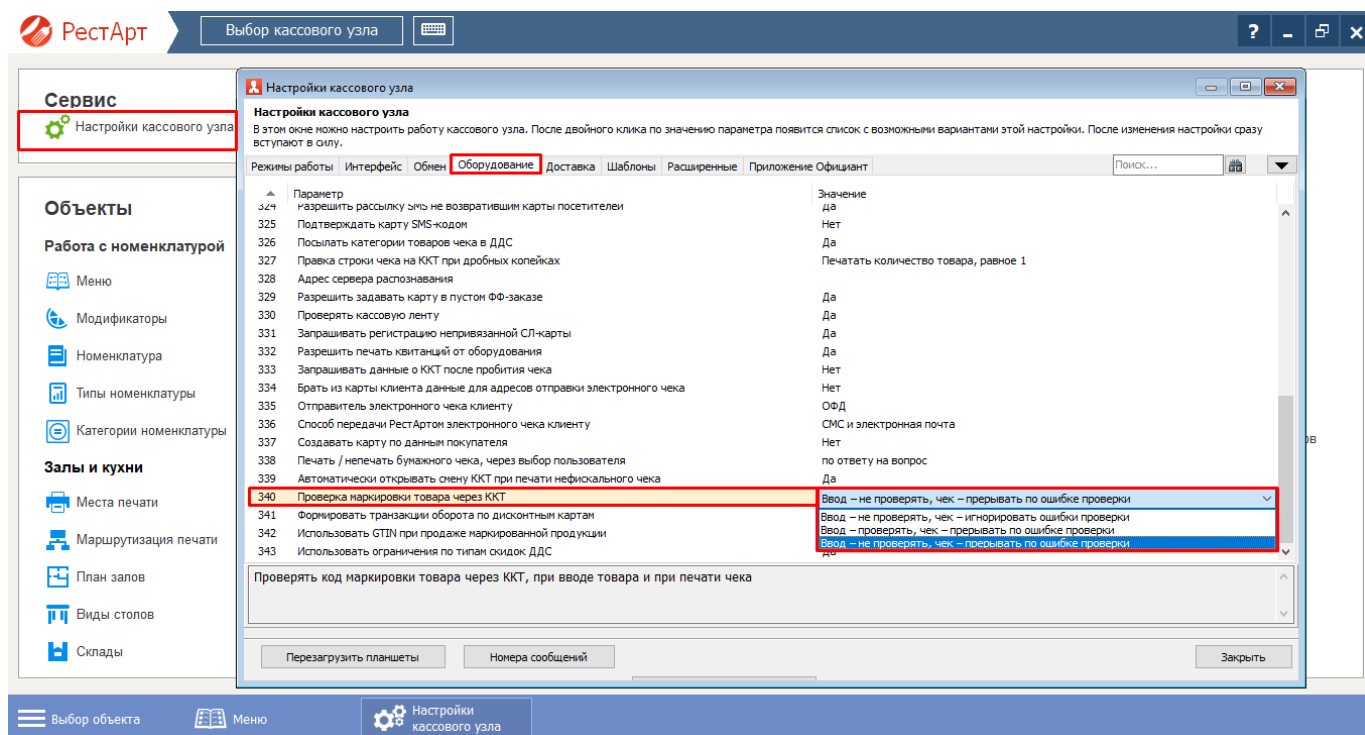 РестАрт
Выбор кассового узла
?
Сервис
Настройки кассового узла
Объекты
Работа с номенклатурой
Меню
Модификаторы
Номенклатура
Типы номенклатуры
Категории номенклатуры
Залы и кухни
Места печати
Маршрутизация печати
План залов
Виды столов
Склады
Настройки кассового узла
Настройки кассового узла
В этом окне можно настроить работу кассового узла. После двойного клика по значению параметра появится список с возможными вариантами этой настройки. После изменения настройки сразу
вступают в силу.
Режимы работы Интерфейс Обмен Оборудование Доставка Шаблоны Расширенные Приложение Официант Поиск...
Параметр Значение
324 Разрешить рассылку SMS не возвратившим карты посетителей Да
325 Подтверждать карту SMS-кодом Нет
326 Посылать категории товаров чека в ДДС Да
327 Правка строки чека на ККТ при дробных копейках Печатать количество товара, равное 1
328 Адрес сервера распознавания
329 Разрешить задавать карту в пустом ФФ-заказе Да
330 Проверять кассовую ленту Да
331 Запрашивать регистрацию непривязанной СЛ-карты Да
332 Разрешить печать квитанций от оборудования Да
333 Запрашивать данные о ККТ после пробития чека Нет
334 Брать из карты клиента данные для адресов отправки электронного чека Нет
335 Отправитель электронного чека клиенту ОФД
336 Способ передачи РестАртом электронного чека клиенту СМС и электронная почта
337 Создавать карту по данным покупателя Нет
338 Печать / непечать бумажного чека, через выбор пользователя по ответу на вопрос
339 Автоматически открывать смену ККТ при печати нефискального чека Да
340 Проверка маркировки товара через ККТ Ввод – не проверять, чек – прерывать по ошибке проверки
341 Формировать транзакции оборота по дисконтным картам Ввод – не проверять, чек – игнорировать ошибки проверки
342 Использовать GTIN при продаже маркированной продукции Ввод – проверять, чек – прерывать по ошибке проверки
Ввод – не проверять, чек – прерывать по ошибке проверки
343 Использовать ограничения по типам скидок ДДС Да
Проверять код маркировки товара через ККТ, при вводе товара и при печати чека
Перезагрузить планшеты Номера сообщений Закрыть
ов
Выбор объекта Меню Настройки
кассового узла